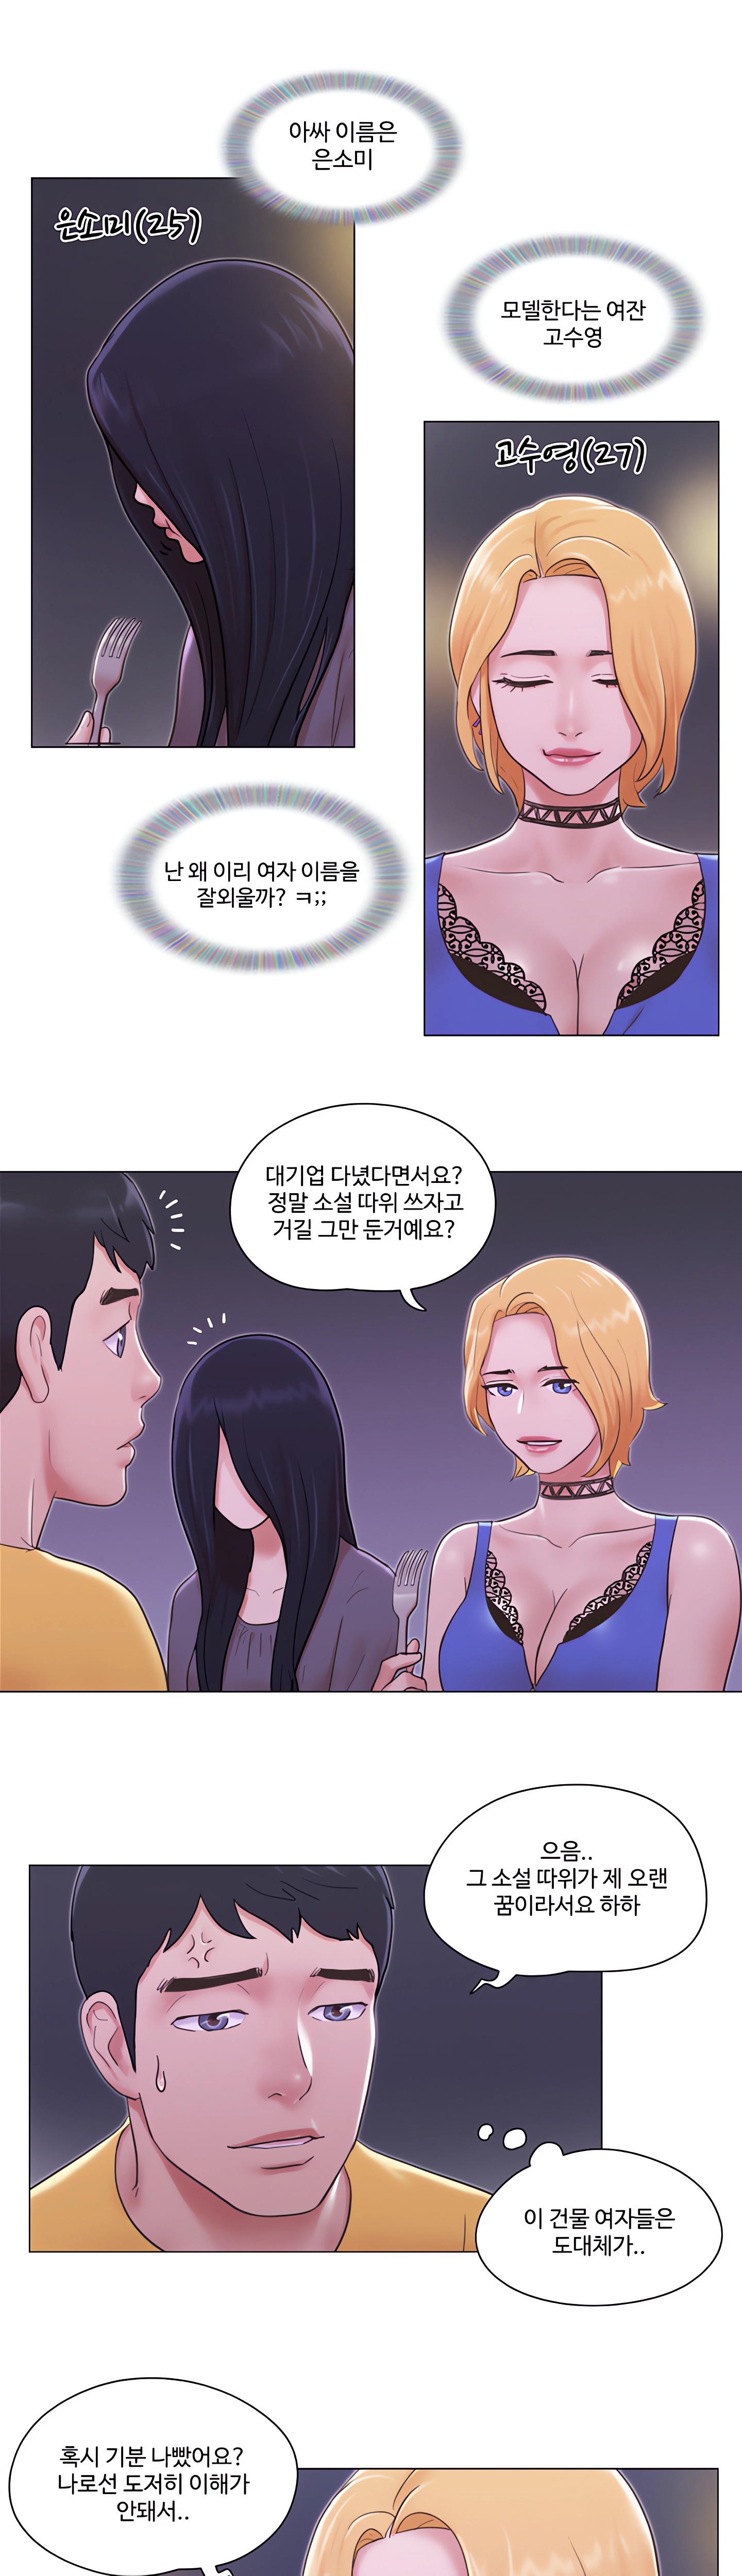 아싸 이름은
은소미
은소미(25)
모델한다는 여잔
고수영
고수영(27)
난 왜 이리 여자 이름을
잘외울까? ㅋ;;
대기업 다녔다면서요?
정말 소설 따위 쓰자고
거길 그만 둔거예요?
으음..
그 소설 따위가 제 오랜
꿈이라서요 하하
이 건물 여자들은
도대체가..
혹시 기분 나빴어요?
나로선 도저히 이해가
안돼서..